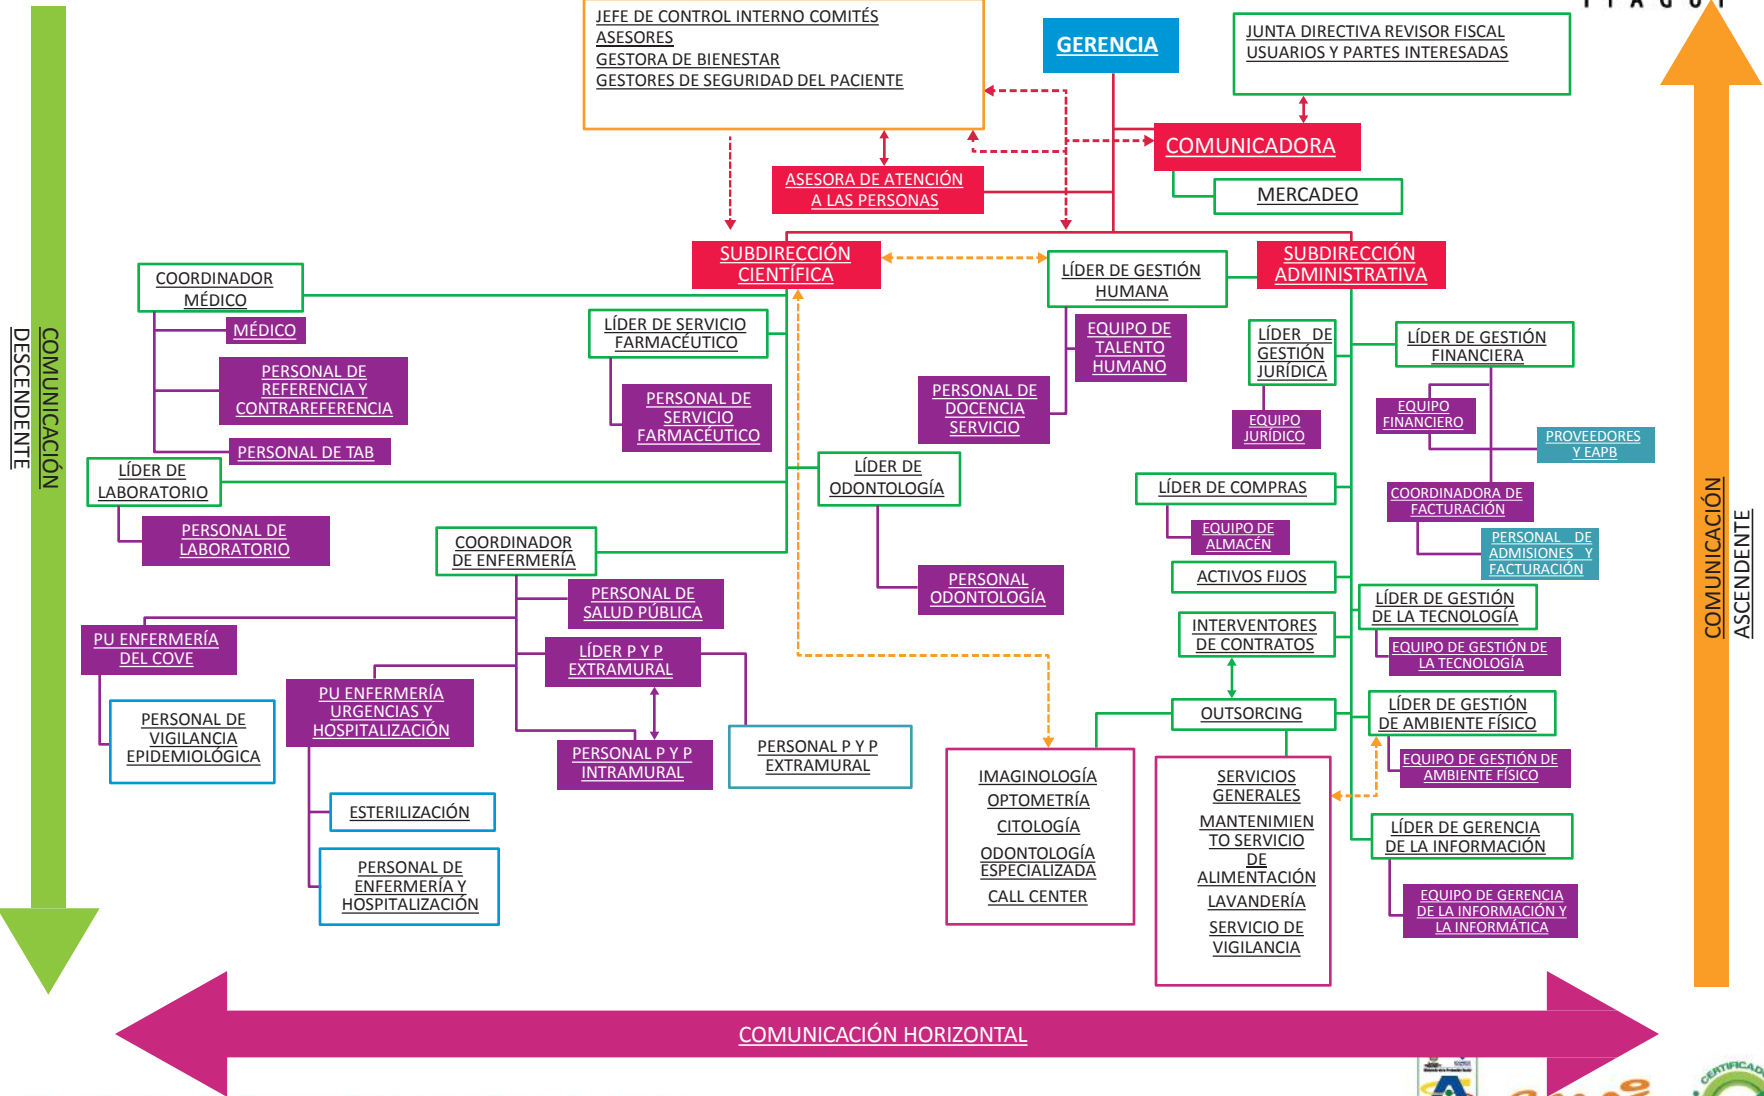 ITAGÜÍ
JEFE DE CONTROL INTERNO COMITÉS
ASESORES
GESTORA DE BIENESTAR
GESTORES DE SEGURIDAD DEL PACIENTE
GERENCIA
JUNTA DIRECTIVA REVISOR FISCAL
USUARIOS Y PARTES INTERESADAS
COMUNICADORA
MERCADEO
ASESORA DE ATENCIÓN
A LAS PERSONAS
SUBDIRECCIÓN
CIENTÍFICA
SUBDIRECCIÓN
ADMINISTRATIVA
COORDINADOR
MÉDICO
MÉDICO
PERSONAL DE
REFERENCIA Y
CONTRAREFERENCIA
PERSONAL DE TAB
LÍDER DE SERVICIO
FARMACÉUTICO
PERSONAL DE
SERVICIO
FARMACÉUTICO
LÍDER DE
LABORATORIO
PERSONAL DE
LABORATORIO
LÍDER DE
ODONTOLOGÍA
PERSONAL
ODONTOLOGÍA
COORDINADOR
DE ENFERMERÍA
PERSONAL DE
SALUD PÚBLICA
PU ENFERMERÍA
DEL COVE
LÍDER P Y P
EXTRAMURAL
PU ENFERMERÍA
URGENCIAS Y
HOSPITALIZACIÓN
PERSONAL DE
VIGILANCIA
EPIDEMIOLÓGICA
PERSONAL P Y P
INTRAMURAL
PERSONAL P Y P
EXTRAMURAL
ESTERILIZACIÓN
PERSONAL DE
ENFERMERÍA Y
HOSPITALIZACIÓN
LÍDER DE GESTIÓN
HUMANA
EQUIPO DE
TALENTO
HUMANO
PERSONAL DE
DOCENCIA
SERVICIO
LÍDER DE
GESTIÓN
JURÍDICA
EQUIPO
JURÍDICO
LÍDER DE GESTIÓN
FINANCIERA
EQUIPO
FINANCIERO
PROVEEDORES
Y EAPB
COORDINADORA DE
FACTURACIÓN
PERSONAL DE
ADMISIONES Y
FACTURACIÓN
LÍDER DE COMPRAS
EQUIPO DE
ALMACÉN
ACTIVOS FIJOS
LÍDER DE GESTIÓN
DE LA TECNOLOGÍA
EQUIPO DE GESTIÓN DE
LA TECNOLOGÍA
INTERVENTORES
DE CONTRATOS
OUTSORCING
LÍDER DE GESTIÓN
DE AMBIENTE FÍSICO
EQUIPO DE GESTIÓN DE
AMBIENTE FÍSICO
IMAGINOLOGÍA
OPTOMETRÍA
CITOLOGÍA
ODONTOLOGÍA
ESPECIALIZADA
CALL CENTER
SERVICIOS
GENERALES
MANTENIMIEN
TO SERVICIO
DE
ALIMENTACIÓN
LAVANDERÍA
SERVICIO DE
VIGILANCIA
LÍDER DE GERENCIA
DE LA INFORMACIÓN
EQUIPO DE GERENCIA
DE LA INFORMACIÓN Y
LA INFORMÁTICA
COMUNICACIÓN
DESCENDENTE
COMUNICACIÓN
ASCENDENTE
COMUNICACIÓN HORIZONTAL